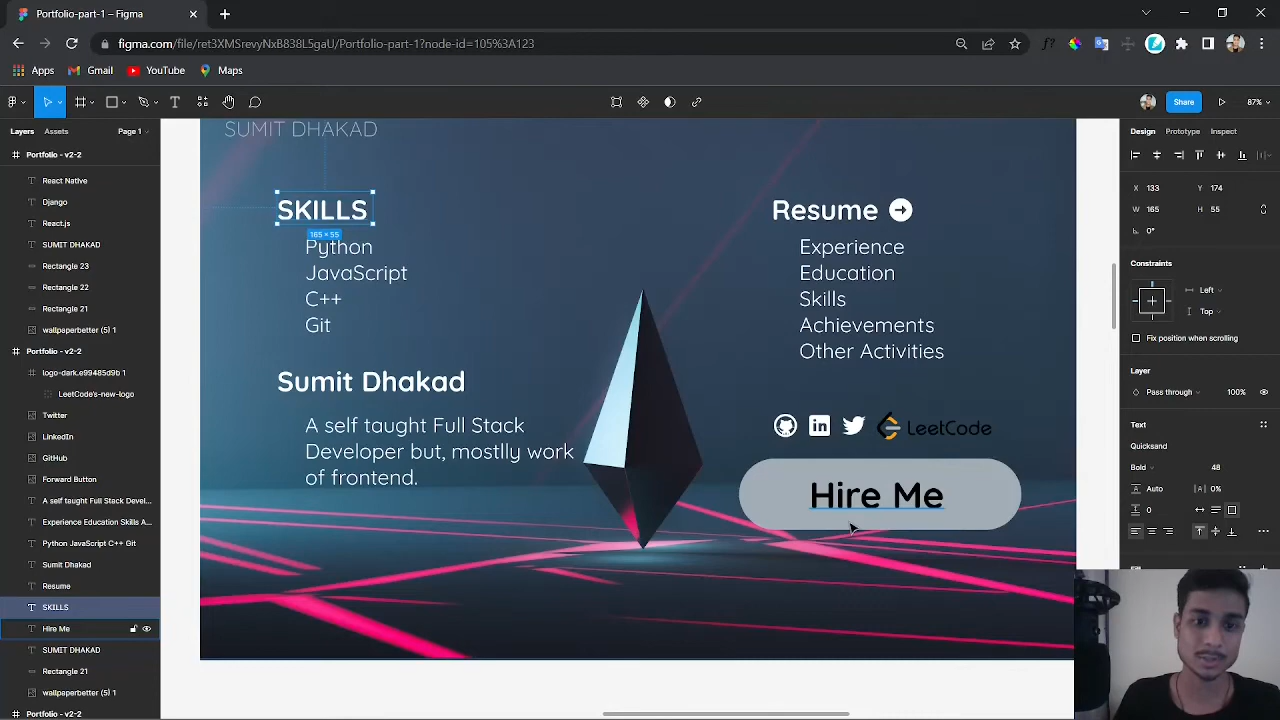 Portfolio-part-1 – Figma
figma.com/file/ret3XMSrevyNxB838L5gaU/Portfolio-part-1?node-id=105%3A123
Apps
Gmail
YouTube
Maps
Share
87%
Layers
Assets
Page 1
Design
Prototype
Inspect
Portfolio - v2-2
React Native
Django
React.js
SUMIT DHAKAD
Rectangle 23
Rectangle 22
Rectangle 21
wallpaperbetter (5) 1
Portfolio - v2-2
logo-dark.e99485d9b 1
LeetCode's-new-logo
Twitter
LinkedIn
GitHub
Forward Button
A self taught Full Stack Devel...
Experience Education Skills A...
Python JavaScript C++ Git
Sumit Dhakad
Resume
SKILLS
Hire Me
SUMIT DHAKAD
Rectangle 21
wallpaperbetter (5) 1
Portfolio - v2-2
SUMIT DHAKAD
SKILLS
165 × 55
Python
JavaScript
C++
Git
Sumit Dhakad
A self taught Full Stack
Developer but, mostlly work
of frontend.
Resume
Experience
Education
Skills
Achievements
Other Activities
in
LeetCode
Hire Me
X 133
Y 174
W 165
H 55
0°
Constraints
Left
Top
Fix position when scrolling
Layer
Pass through
100%
Text
Quicksand
Bold
48
Auto
0%
0